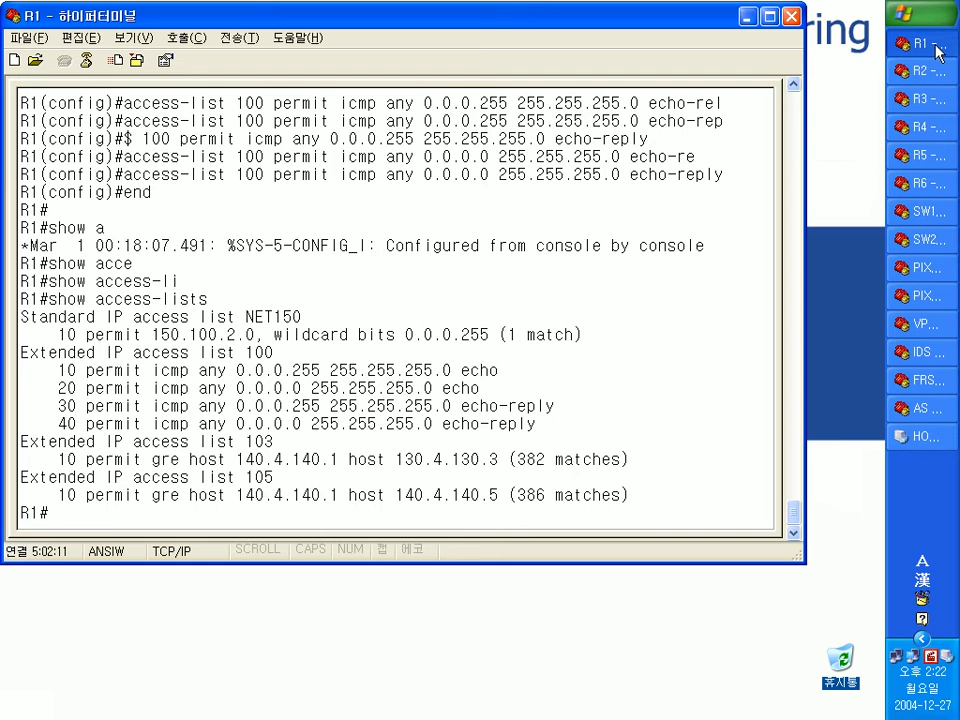 R1 - 하이퍼터미널
파일(F) 편집(E) 보기(V) 호출(C) 전송(T) 도움말(H)
R1(config)#access-list 100 permit icmp any 0.0.0.255 255.255.255.0 echo-rel
R1(config)#access-list 100 permit icmp any 0.0.0.255 255.255.255.0 echo-rep
R1(config)#$ 100 permit icmp any 0.0.0.255 255.255.255.0 echo-reply
R1(config)#access-list 100 permit icmp any 0.0.0.0 255.255.255.0 echo-re
R1(config)#access-list 100 permit icmp any 0.0.0.0 255.255.255.0 echo-reply
R1(config)#end
R1#
R1#show a
*Mar  1 00:18:07.491: %SYS-5-CONFIG_I: Configured from console by console
R1#show acce
R1#show access-li
R1#show access-lists
Standard IP access list NET150
    10 permit 150.100.2.0, wildcard bits 0.0.0.255 (1 match)
Extended IP access list 100
    10 permit icmp any 0.0.0.255 255.255.255.0 echo
    20 permit icmp any 0.0.0.0 255.255.255.0 echo
    30 permit icmp any 0.0.0.255 255.255.255.0 echo-reply
    40 permit icmp any 0.0.0.0 255.255.255.0 echo-reply
Extended IP access list 103
    10 permit gre host 140.4.140.1 host 130.4.130.3 (382 matches)
Extended IP access list 105
    10 permit gre host 140.4.140.1 host 140.4.140.5 (386 matches)
R1#
연결 5:02:11 ANSIW TCP/IP SCROLL CAPS NUM 캡 에코
ring
R1 -...
R2 -...
R3 -...
R4 -...
R5 -...
R6 -...
SW1...
SW2...
PIX...
PIX...
VP...
IDS ...
FRS...
AS ...
HO...
A
漢
휴지통
오후 2:22
월요일
2004-12-27